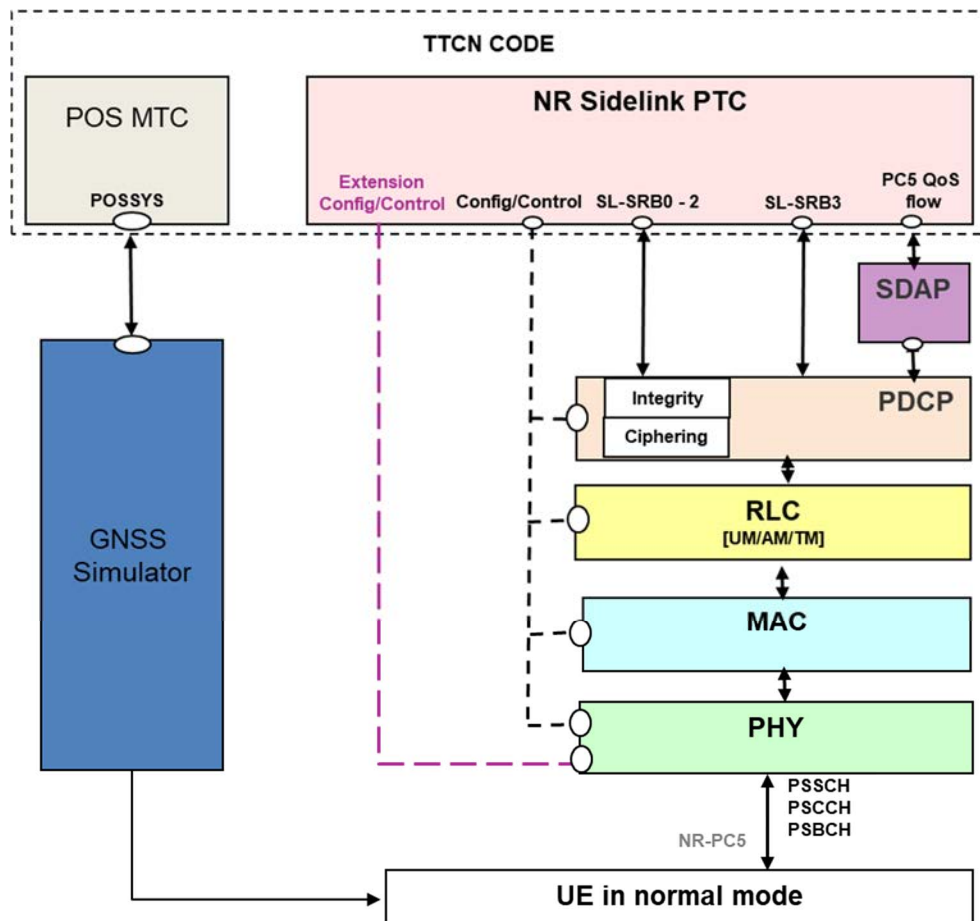 TTCN CODE
POS MTC
POSSYS
NR Sidelink PTC
Extension
Config/Control
Config/Control
SL-SRB0 - 2
SL-SRB3
PC5 QoS
flow
SDAP
Integrity
Ciphering
PDCP
GNSS
Simulator
RLC
[UM/AM/TM]
MAC
PHY
PSSCH
PSCCH
PSBCH
NR-PC5
UE in normal mode